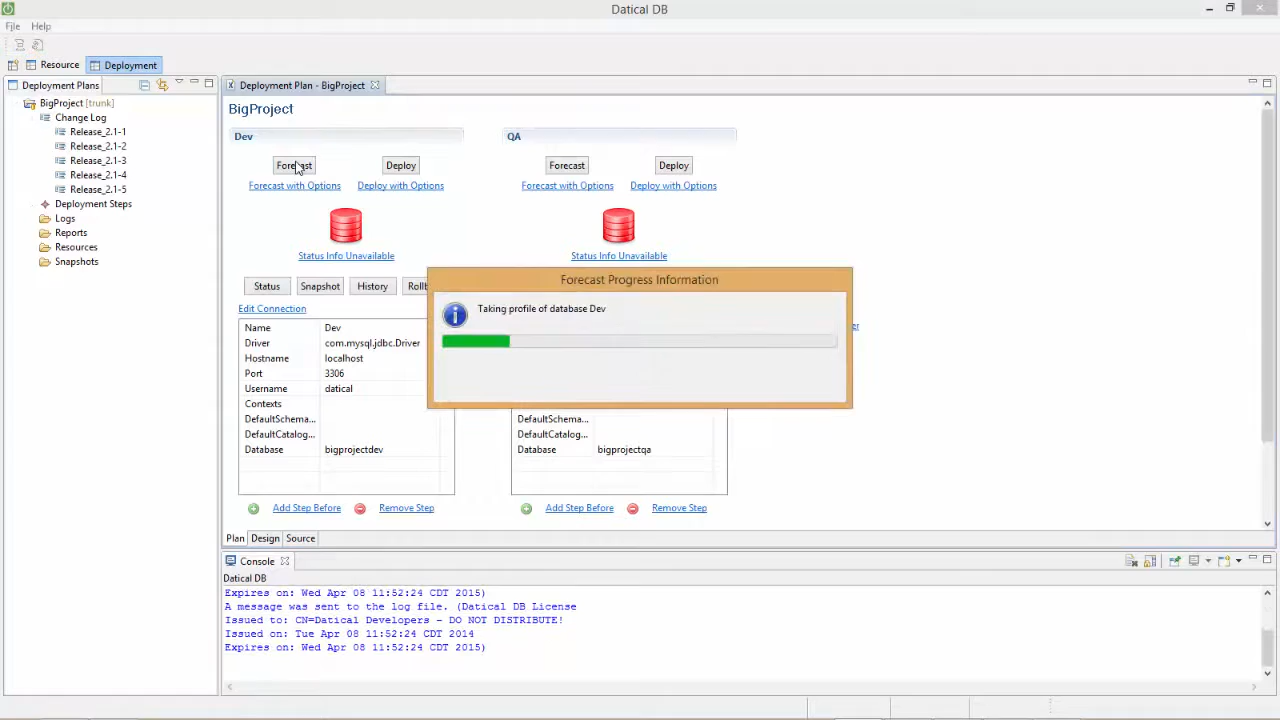 Datical DB
File Help
Resource Deployment
Deployment Plans
BigProject [trunk]
Change Log
Release_2.1-1
Release_2.1-2
Release_2.1-3
Release_2.1-4
Release_2.1-5
Deployment Steps
Logs
Reports
Resources
Snapshots
Deployment Plan - BigProject
BigProject
Dev QA
Forecast Deploy Forecast Deploy
Forecast with Options Deploy with Options Forecast with Options Deploy with Options
Status Info Unavailable Status Info Unavailable
Status Snapshot History
Edit Connection
Forecast Progress Information
Taking profile of database Dev
Name Dev
Driver com.mysql.jdbc.Driver
Hostname localhost
Port 3306
Username datical
Contexts
DefaultSchema... DefaultSchema...
DefaultCatalog... DefaultCatalog...
Database bigprojectdev Database bigprojectqa
Add Step Before Remove Step Add Step Before Remove Step
Plan Design Source
Console
Datical DB
Expires on: Wed Apr 08 11:52:24 CDT 2015)
A message was sent to the log file. (Datical DB License
Issued to: CN=Datical Developers - DO NOT DISTRIBUTE!
Issued on: Tue Apr 08 11:52:24 CDT 2014
Expires on: Wed Apr 08 11:52:24 CDT 2015)